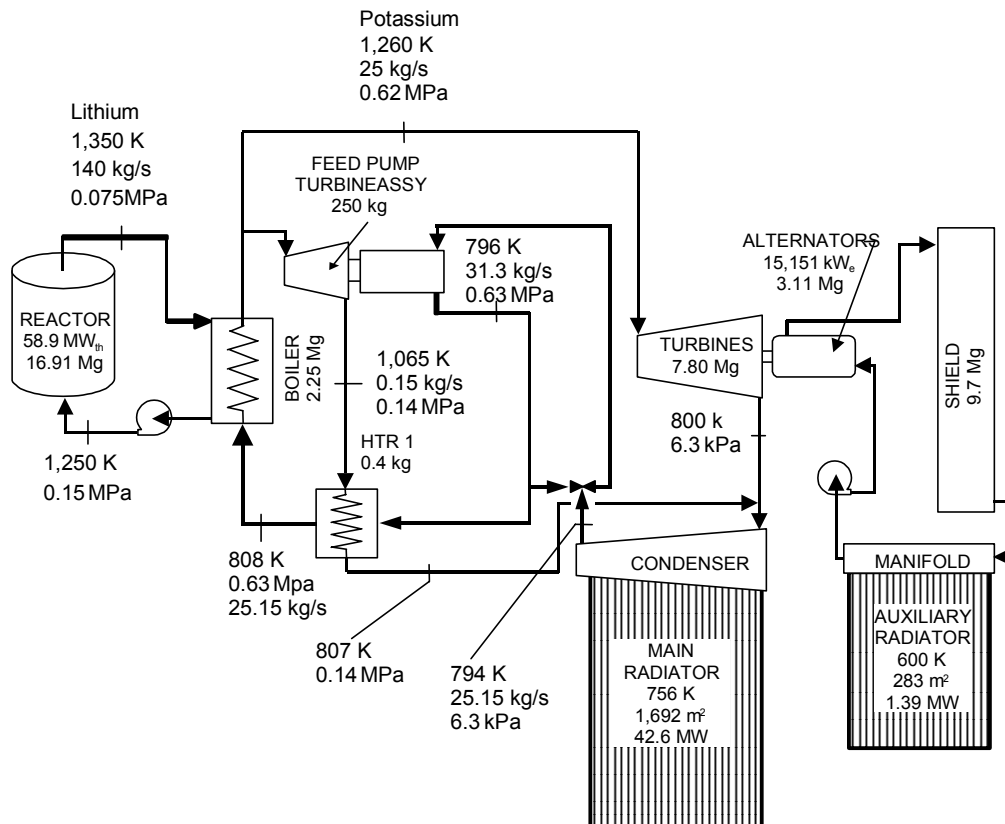 Potassium
1,260 K
25 kg/s
0.62 MPa
Lithium
1,350 K
140 kg/s
0.075MPa
FEED PUMP
TURBINEASSY
250 kg
796 K
31.3 kg/s
0.63 MPa
ALTERNATORS
15,151 kWe
3.11 Mg
REACTOR
58.9 MWth
16.91 Mg
BOILER
2.25 Mg
1,065 K
0.15 kg/s
0.14 MPa
TURBINES
7.80 Mg
SHIELD
9.7 Mg
800 k
6.3 kPa
HTR 1
0.4 kg
1,250 K
0.15 MPa
808 K
0.63 Mpa
25.15 kg/s
CONDENSER
MANIFOLD
807 K
0.14 MPa
794 K
25.15 kg/s
6.3 kPa
MAIN
RADIATOR
756 K
1,692 m²
42.6 MW
AUXILIARY
RADIATOR
600 K
283 m²
1.39 MW